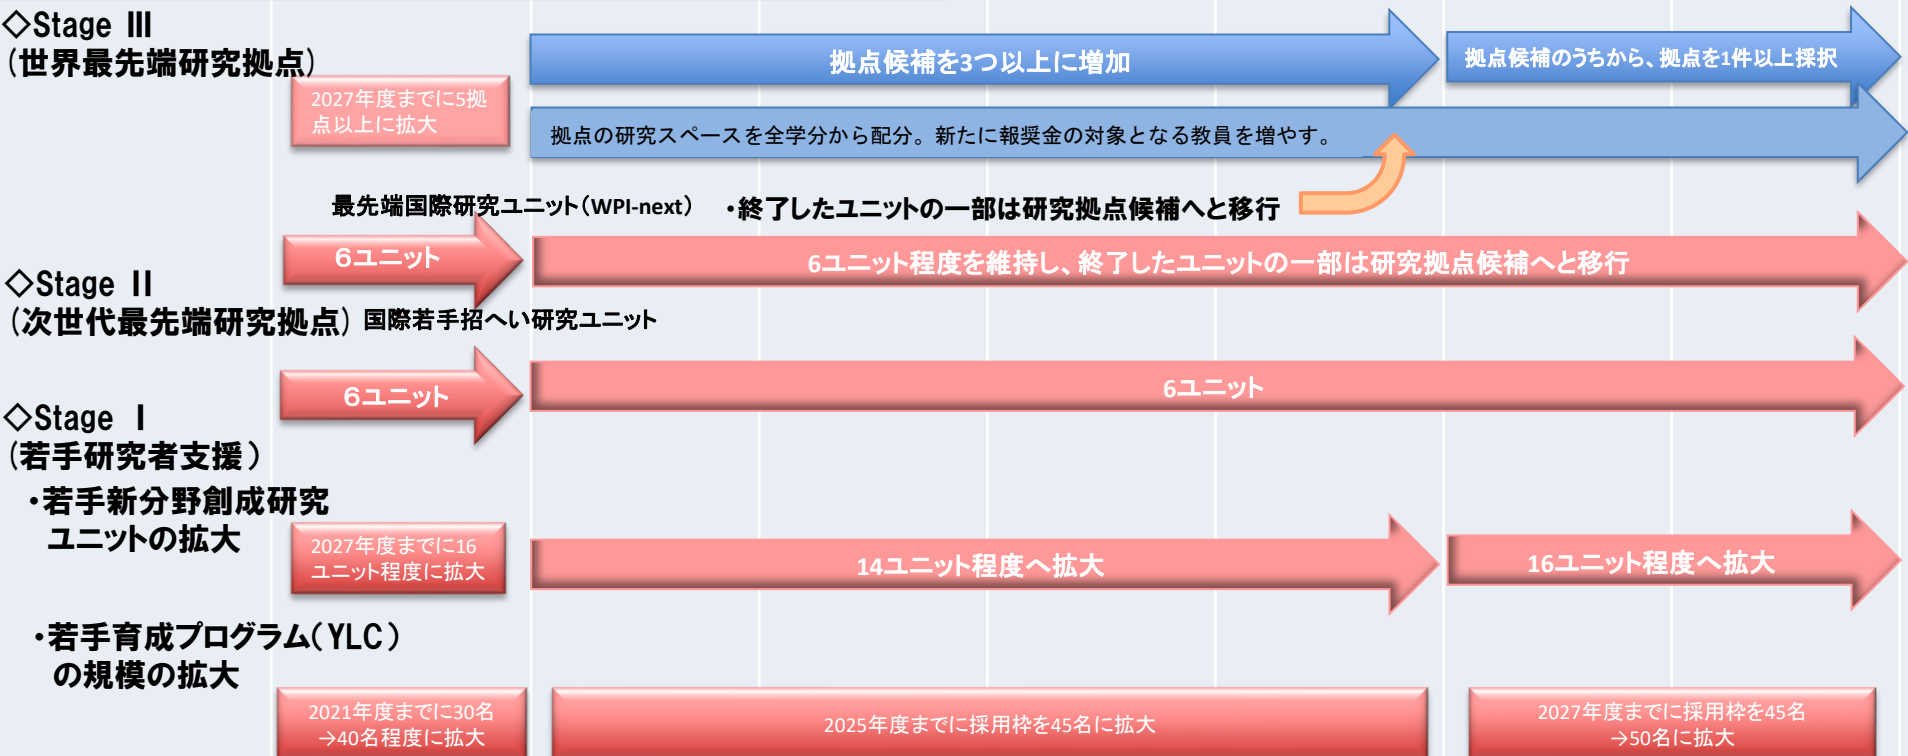 ◇Stage Ⅲ
(世界最先端研究拠点)
2027年度までに5拠
点以上に拡大
拠点候補を3つ以上に増加
拠点候補のうちから、拠点を1件以上採択
拠点の研究スペースを全学分から配分。新たに報奨金の対象となる教員を増やす。
最先端国際研究ユニット(WPI-next)
・終了したユニットの一部は研究拠点候補へと移行
6ユニット
6ユニット程度を維持し、終了したユニットの一部は研究拠点候補へと移行
◇Stage Ⅱ
(次世代最先端研究拠点)
国際若手招へい研究ユニット
6ユニット
6ユニット
◇Stage Ⅰ
(若手研究者支援)
・若手新分野創成研究
ユニットの拡大
2027年度までに16
ユニット程度に拡大
14ユニット程度へ拡大
16ユニット程度へ拡大
・若手育成プログラム(YLC)
の規模の拡大
2021年度までに30名
→40名程度に拡大
2025年度までに採用枠を45名に拡大
2027年度までに採用枠を45名
→50名に拡大